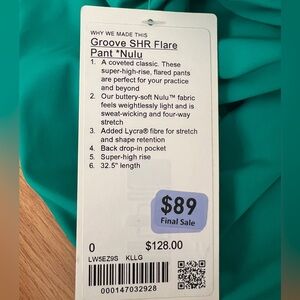 WHY WE MADE THIS
Groove SHR Flare
Pant *Nulu
1. A coveted classic. These
super-high-rise, flared pants
are perfect for your practice
and beyond
2. Our buttery-soft Nulu™ fabric
feels weightlessly light and is
sweat-wicking and four-way
stretch
3. Added Lycra® fibre for stretch
and shape retention
4. Back drop-in pocket
5. Super-high rise
6. 32.5" length
$89
Final Sale
0 $128.00
LW5EZ9S KLLG
000147032928